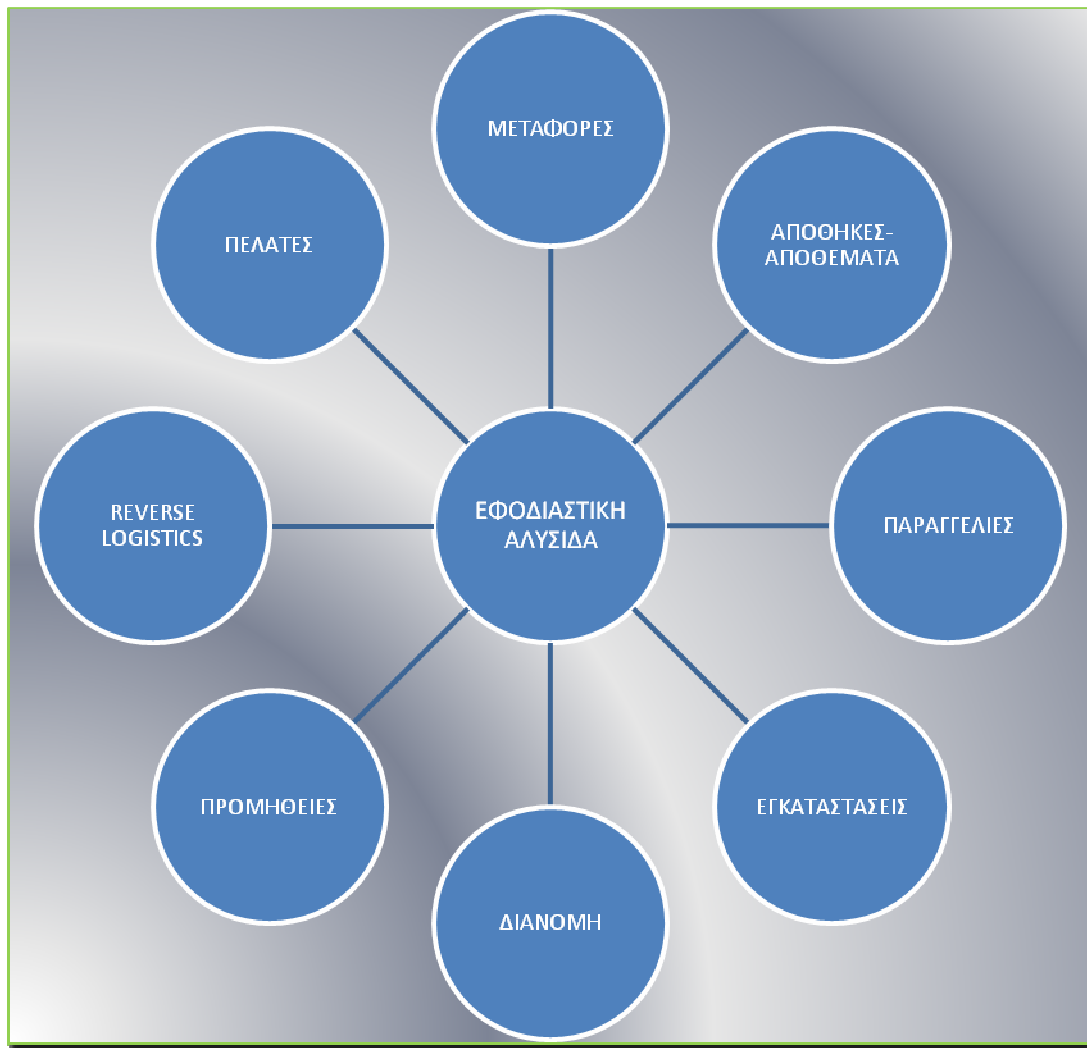 ΜΕΤΑΦΟΡΕΣ
ΠΕΛΑΤΕΣ
ΑΠΟΘΗΚΕΣ-
ΑΠΟΘΕΜΑΤΑ
REVERSE
LOGISTICS
ΕΦΟΔΙΑΣΤΙΚΗ
ΑΛΥΣΙΔΑ
ΠΑΡΑΓΓΕΛΙΕΣ
ΠΡΟΜΗΘΕΙΕΣ
ΕΓΚΑΤΑΣΤΑΣΕΙΣ
ΔΙΑΝΟΜΗ